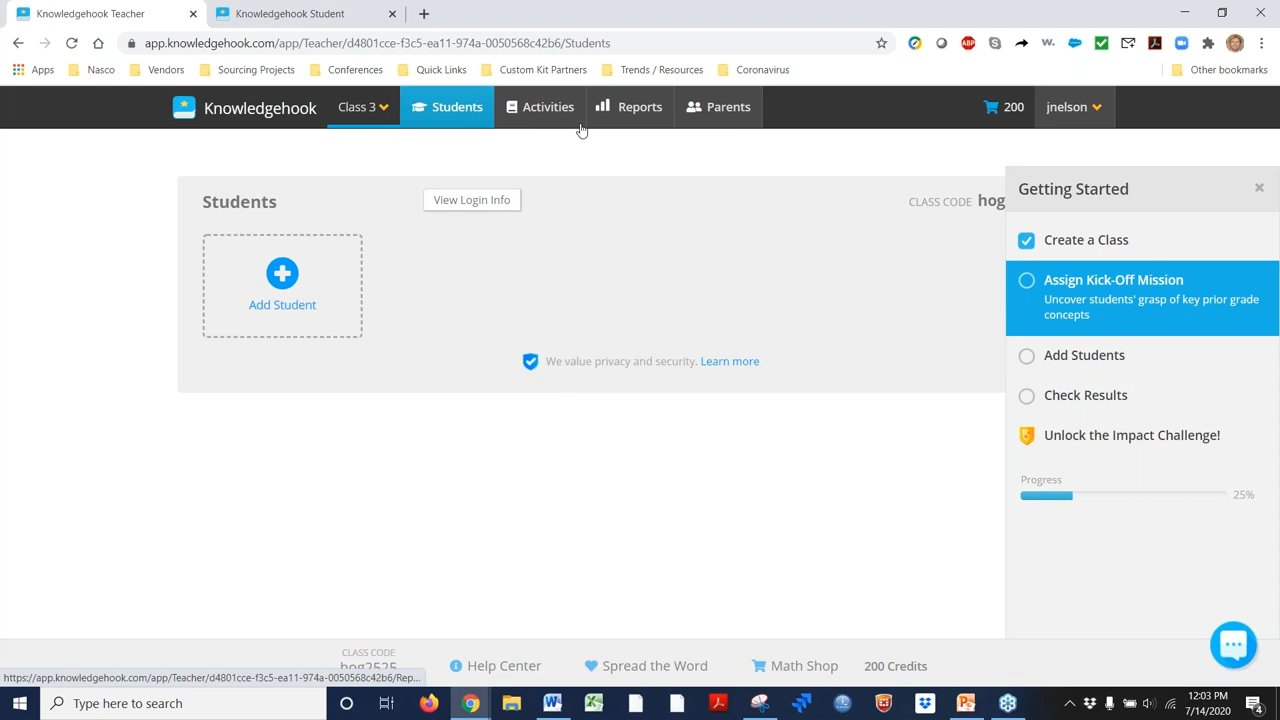 Knowledgehook Teacher
Knowledgehook Student
app.knowledgehook.com/app/Teacher/d4801cce-f3c5-ea11-974a-0050568c42b6/Students
ABP
W.
Apps
Nasco
Vendors
Sourcing Projects
Conferences
Quick Links
Custom Kit Partners
Trends / Resources
Coronavirus
Other bookmarks
Knowledgehook
Class 3
Students
Activities
Reports
Parents
200
jnelson
Students
View Login Info
CLASS CODE hog
Add Student
We value privacy and security. Learn more
Getting Started
Create a Class
Assign Kick-Off Mission
Uncover students' grasp of key prior grade
concepts
Add Students
Check Results
Unlock the Impact Challenge!
Progress
25%
CLASS CODE
hog2525
Help Center
Spread the Word
Math Shop
200 Credits
https://app.knowledgehook.com/app/Teacher/d4801cce-f3c5-ea11-974a-0050568c42b6/Rep...
Type here to search
12:03 PM
7/14/2020
4